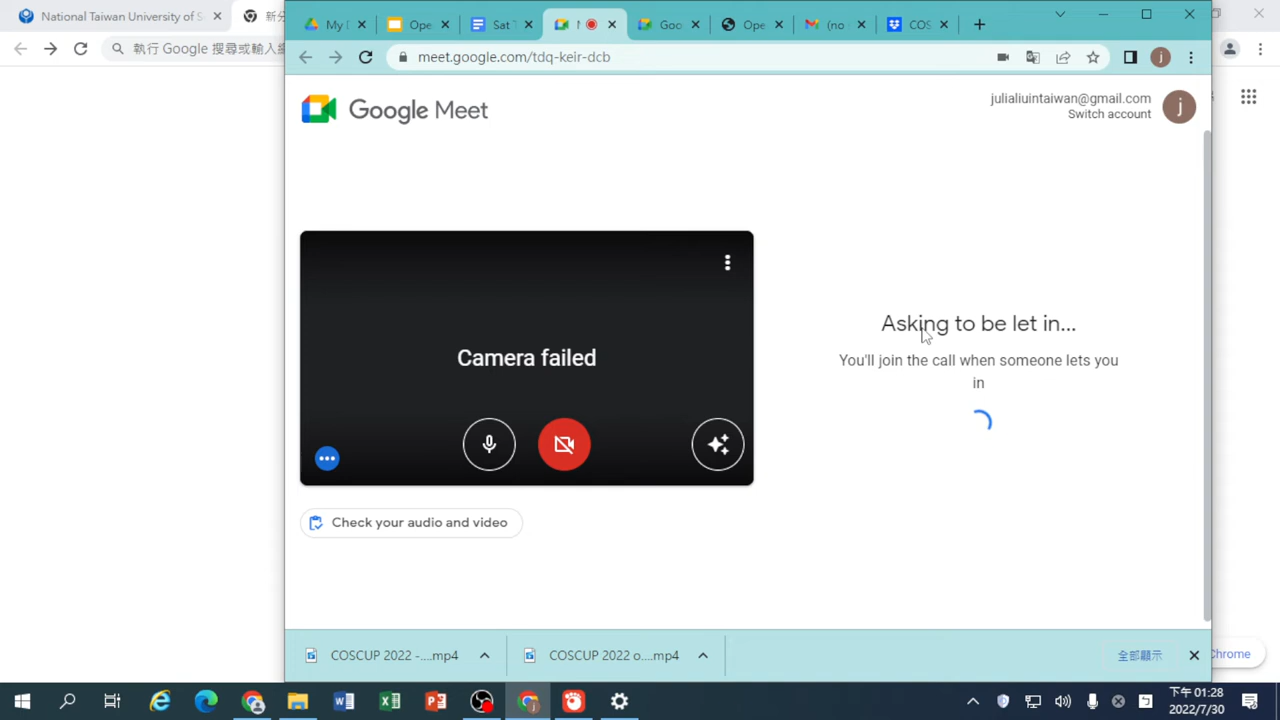 National Taiwan University of S
新分
My D
Ope
Sat T
M
Goo
Ope
(no
COS
執行 Google 搜尋或輸入網
meet.google.com/tdq-keir-dcb
j
Google Meet
julialiuintaiwan@gmail.com
Switch account
j
Camera failed
Asking to be let in...
You'll join the call when someone lets you
in
Check your audio and video
COSCUP 2022 -....mp4
COSCUP 2022 o....mp4
全部顯示
Chrome
下午 01:28
2022/7/30